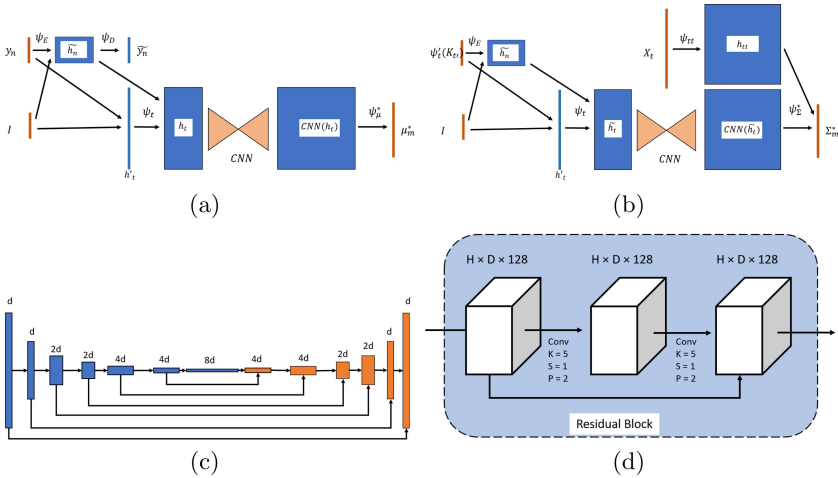 y_n ψ_E h̃_n ψ_D ỹ_n
I ψ_t h_t CNN(h_t) ψ*_μ μ*_m
h'_t CNN
(a)
X_t ψ_tt h_tt
ψ'_t(K_tr,) ψ_E h̃_n
I ψ_t h̃_t CNN(h̃_t) ψ*_Σ Σ*_m
h'_t CNN
(b)
d d 2d 2d 4d 4d 8d 4d 4d 2d 2d d d
(c)
H × D × 128 H × D × 128 H × D × 128
Conv Conv
K = 5 K = 5
S = 1 S = 1
P = 2 P = 2
Residual Block
(d)